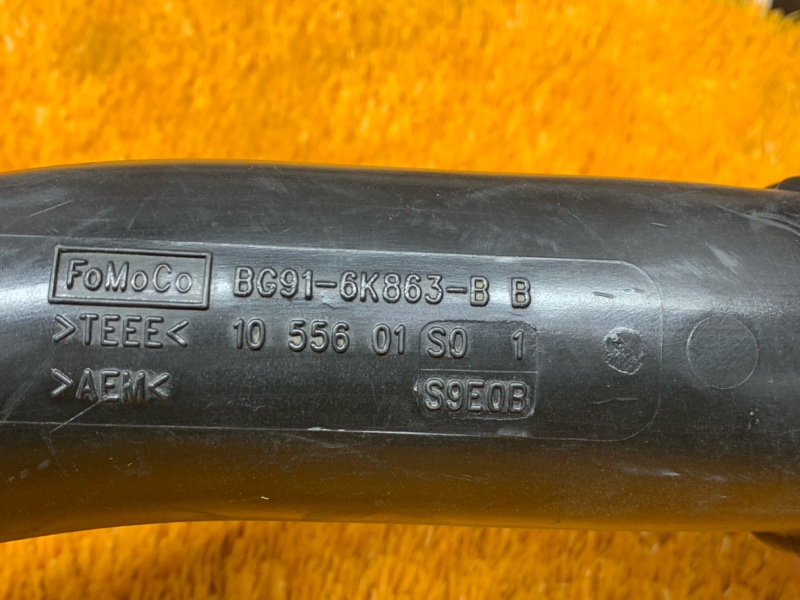 FoMoCo BG91-6K863-B B
>TEEE< 10 556 01 S0 1
>AEM< S9E0B